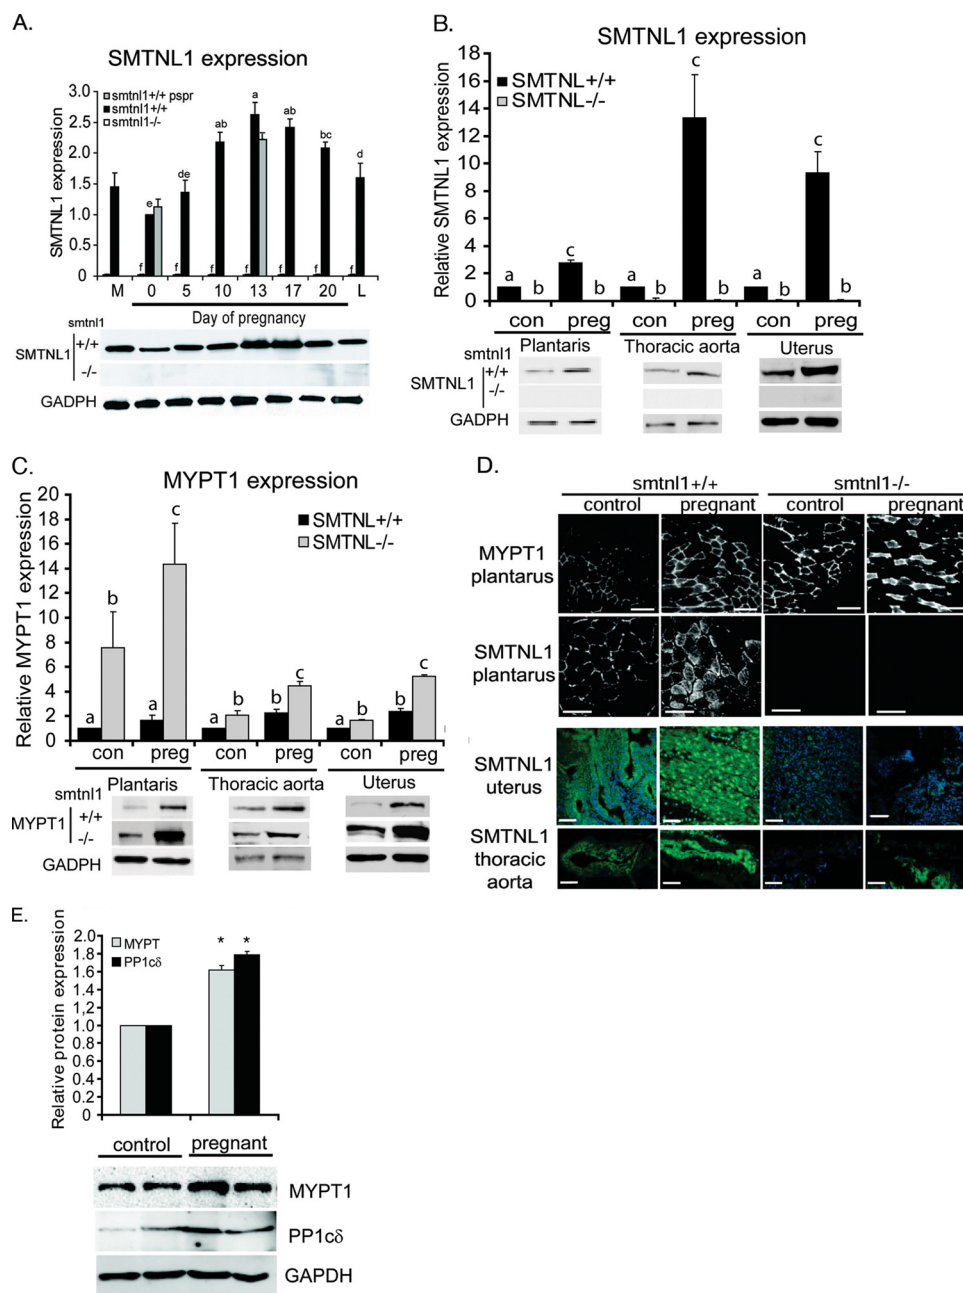 A.
SMTNL1 expression
smtnl1+/+ pspr
smtnl1+/+
smtnl1-/-
SMTNL1 expression
3.0
2.5
2.0
1.5
1.0
1.5
0
f e f de f ab f a f ab f bc f d
M 0 5 10 13 17 20 L
Day of pregnancy
smtnl1
SMTNL1
+/+
-/-
GADPH
B.
SMTNL1 expression
SMTNL+/+
SMTNL-/-
Relative SMTNL1 expression
18
16
14
12
10
8
6
4
2
0
a b c b a b c b a b c b
con preg con preg con preg
Plantaris Thoracic aorta Uterus
smtnl1
SMTNL1
+/+
-/-
GADPH
C.
MYPT1 expression
SMTNL+/+
SMTNL-/-
Relative MYPT1 expression
20
18
16
14
12
8
6
4
2
0
a b a c a b b c a b b c
con preg con preg con preg
Plantaris Thoracic aorta Uterus
smtnl1
MYPT1
+/+
-/-
GADPH
D.
smtnl1+/+ smtnl1-/-
control pregnant control pregnant
MYPT1
plantarus
SMTNL1
plantarus
SMTNL1
uterus
SMTNL1
thoracic
aorta
E.
MYPT
PP1cδ
Relative protein expression
2.0
1.8
1.6
1.4
1,2
1.0
0.8
0.6
0.4
0.2
0
* *
control pregnant
MYPT1
PP1cδ
GAPDH